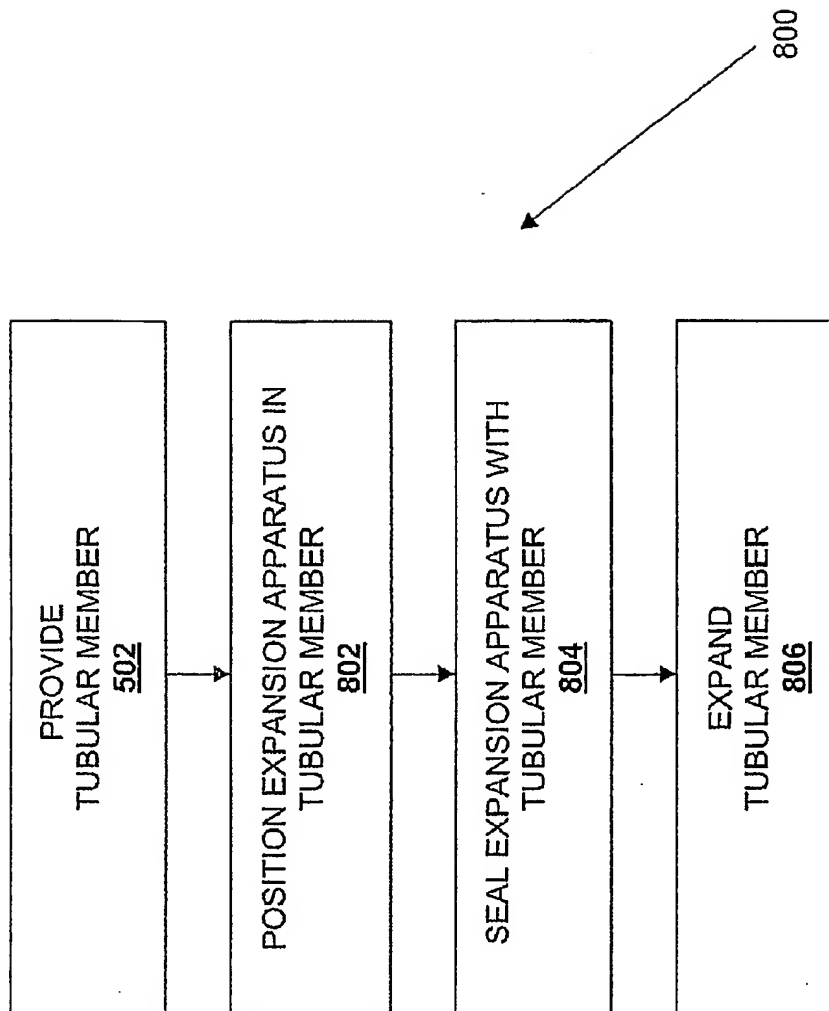 PROVIDE
TUBULAR MEMBER
502
POSITION EXPANSION APPARATUS IN
TUBULAR MEMBER
802
SEAL EXPANSION APPARATUS WITH
TUBULAR MEMBER
804
EXPAND
TUBULAR MEMBER
806
800